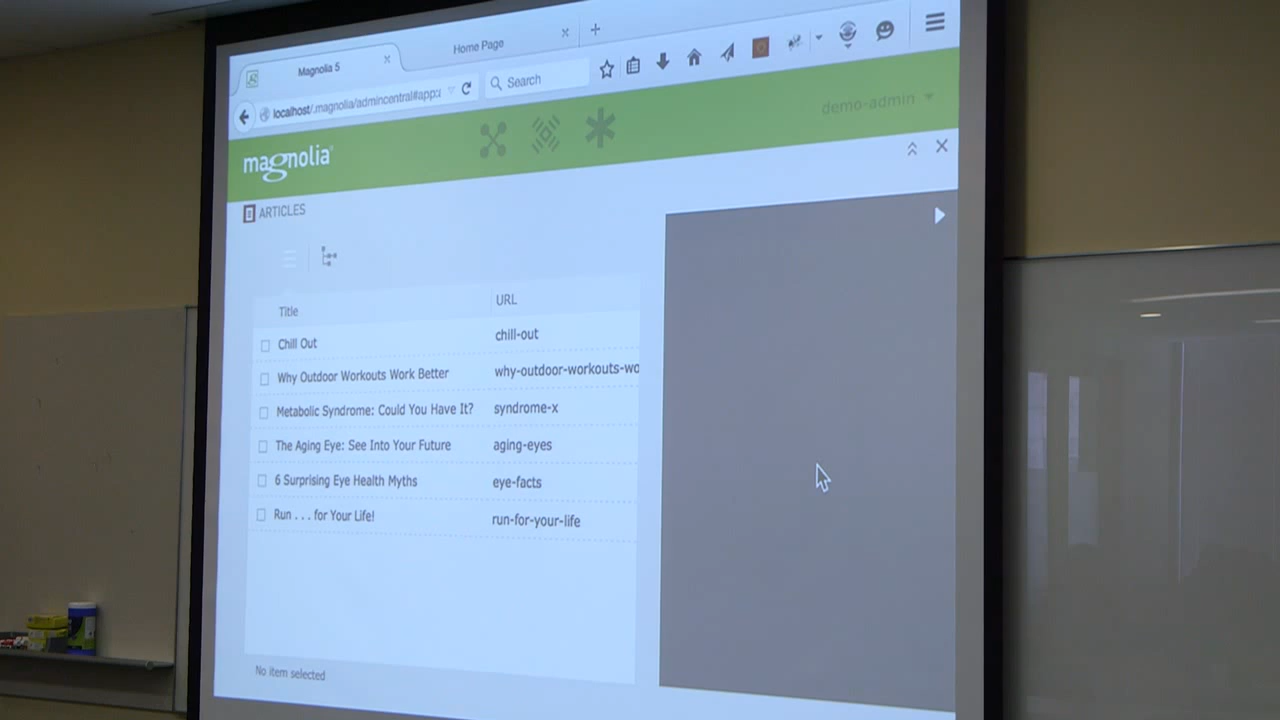 Magnolia 5
Home Page
localhost/.magnolia/admincentral#app:
Search
demo-admin
magnolia
ARTICLES
Title URL
Chill Out chill-out
Why Outdoor Workouts Work Better why-outdoor-workouts-wo
Metabolic Syndrome: Could You Have It? syndrome-x
The Aging Eye: See Into Your Future aging-eyes
6 Surprising Eye Health Myths eye-facts
Run . . . for Your Life! run-for-your-life
No item selected